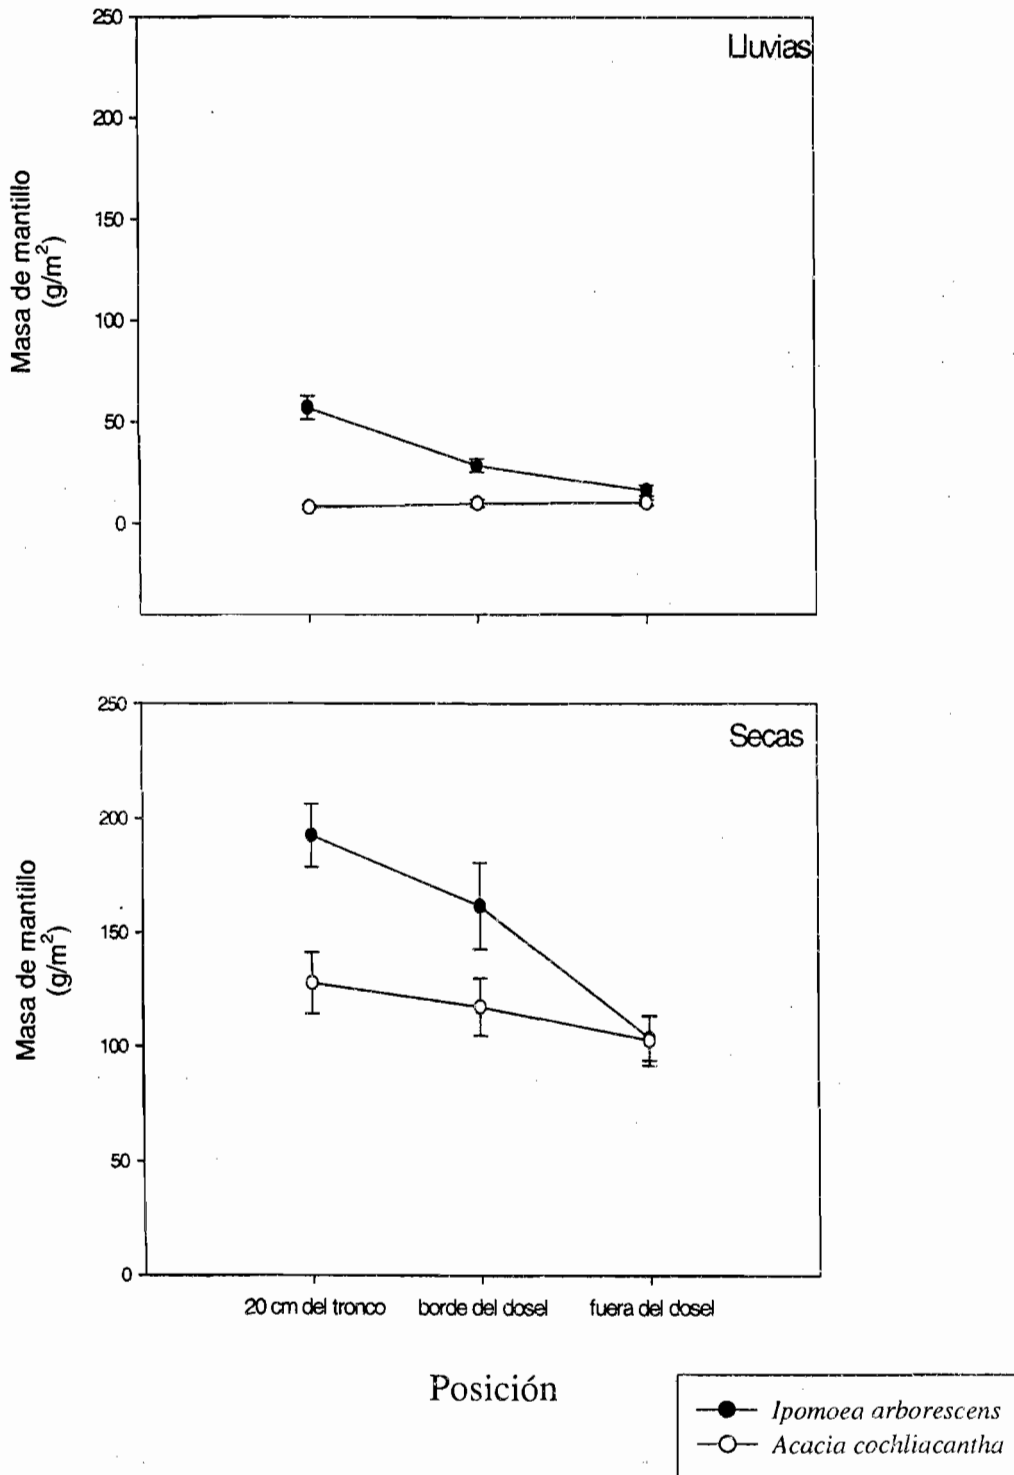 250
Lluvias
200
150
100
50
0
Masa de mantillo
(g/m²)
250
Secas
200
150
100
50
0
Masa de mantillo
(g/m²)
20 cm del tronco borde del dosel fuera del dosel
Posición
Ipomoea arborescens
Acacia cochliacantha